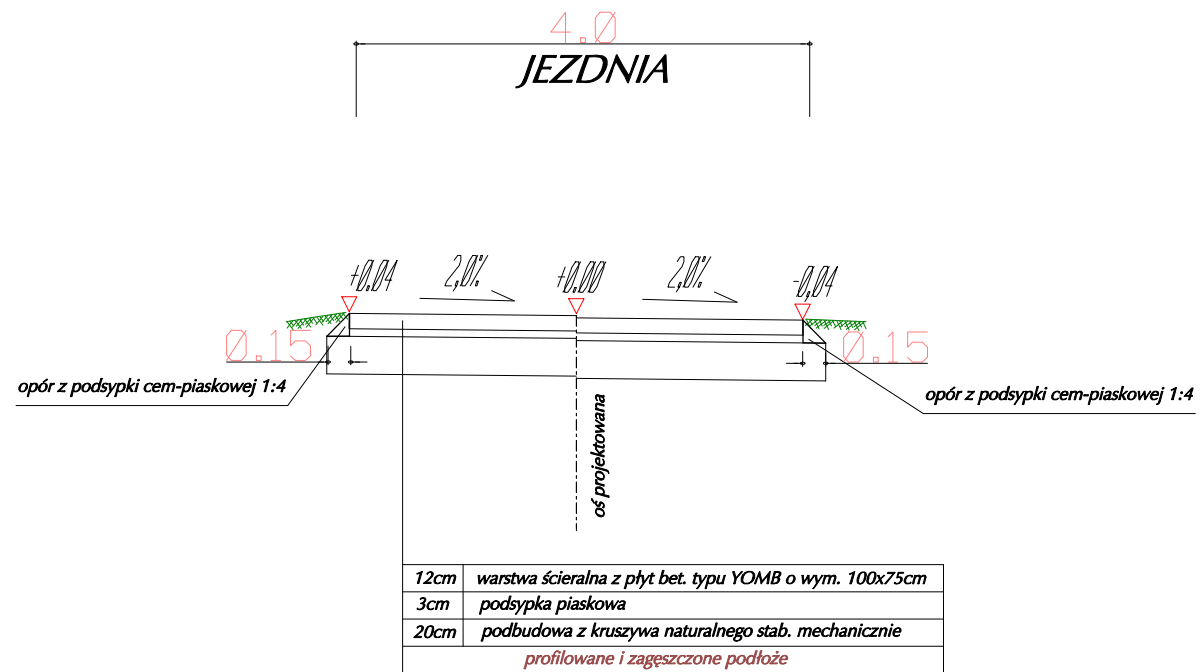 4.0
JEZDNIA
+0.04
2,0%
+0.00
2,0%
-0,04
0.15
0.15
opór z podsypki cem-piaskowej 1:4
opór z podsypki cem-piaskowej 1:4
oś projektowana
12cm warstwa ścieralna z płyt bet. typu YOMB o wym. 100x75cm
3cm podsypka piaskowa
20cm podbudowa z kruszywa naturalnego stab. mechanicznie
profilowane i zagęszczone podłoże